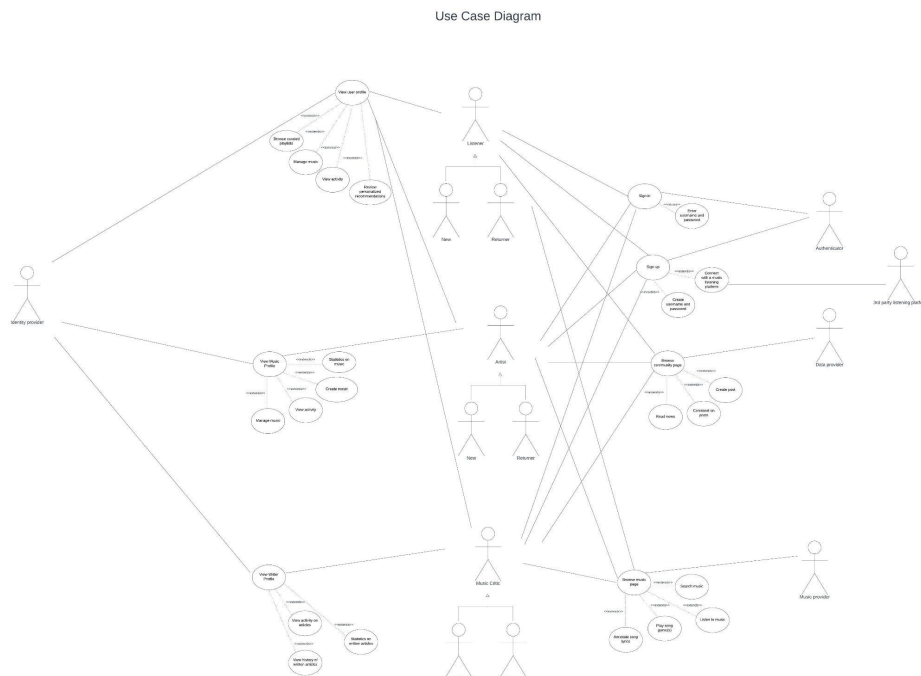 Use Case Diagram
View user profile
Browse curated
playlists
Manage music
View activity
Receive
personalized
recommendations
Listener
New
Returner
Sign in
Enter
username and
password
Authenticator
Sign up
Connect
with a music
listening
platform
Create
username and
password
3rd party listening platf
Identity provider
View Music
Profile
Statistics on
music
Create music
View activity
Manage music
Artist
New
Returner
Browse
community page
Create post
Comment on
posts
Read news
Data provider
View Writer
Profile
View activity on
articles
Statistics on
written articles
View history of
written articles
Music Critic
Browse music
page
Search music
Listen to music
Play song
game(s)
Annotate song
lyrics
Music provider